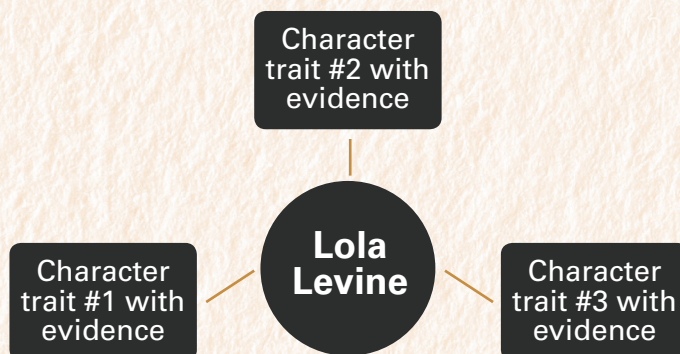 Character
trait #2 with
evidence
Lola
Levine
Character
trait #1 with
evidence
Character
trait #3 with
evidence